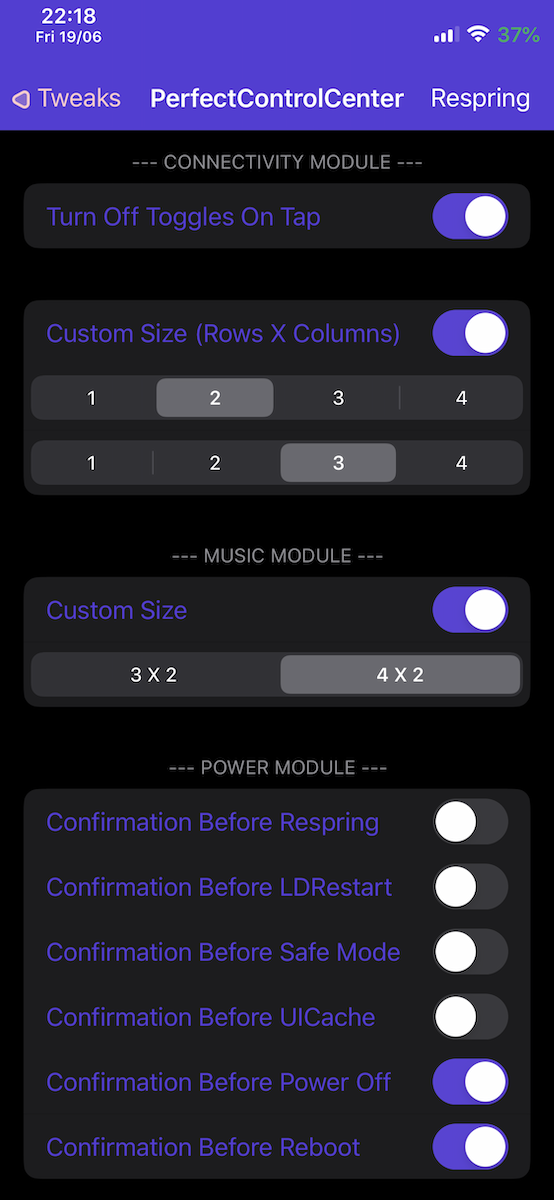 22:18
Fri 19/06
37%
Tweaks PerfectControlCenter Respring
--- CONNECTIVITY MODULE ---
Turn Off Toggles On Tap
Custom Size (Rows X Columns)
1 2 3 4
1 2 3 4
--- MUSIC MODULE ---
Custom Size
3 X 2 4 X 2
--- POWER MODULE ---
Confirmation Before Respring
Confirmation Before LDRestart
Confirmation Before Safe Mode
Confirmation Before UICache
Confirmation Before Power Off
Confirmation Before Reboot